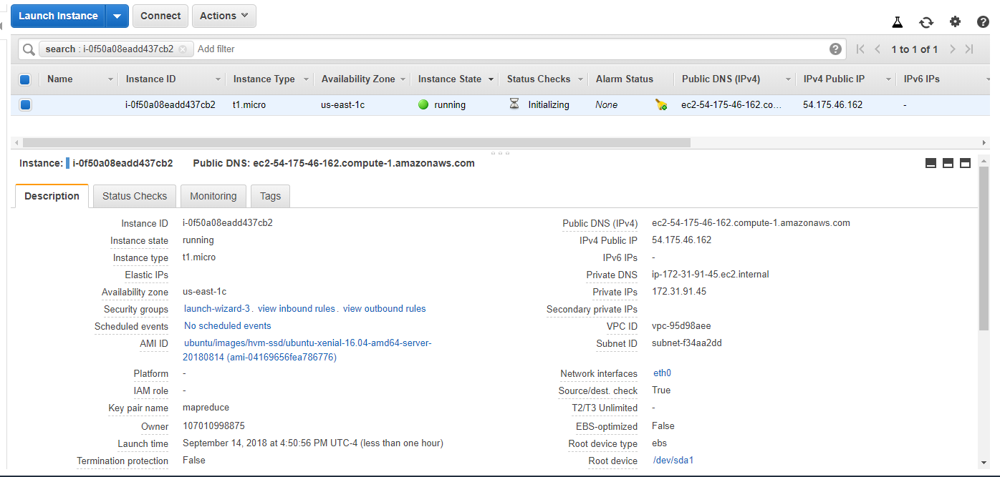 Launch Instance Connect Actions
search : i-0f50a08eadd437cb2 Add filter 1 to 1 of 1
Name Instance ID Instance Type Availability Zone Instance State Status Checks Alarm Status Public DNS (IPv4) IPv4 Public IP IPv6 IPs
i-0f50a08eadd437cb2 t1.micro us-east-1c running Initializing None ec2-54-175-46-162.co... 54.175.46.162 -
Instance: i-0f50a08eadd437cb2 Public DNS: ec2-54-175-46-162.compute-1.amazonaws.com
Description Status Checks Monitoring Tags
Instance ID i-0f50a08eadd437cb2 Public DNS (IPv4) ec2-54-175-46-162.compute-1.amazonaws.com
Instance state running IPv4 Public IP 54.175.46.162
Instance type t1.micro IPv6 IPs -
Elastic IPs Private DNS ip-172-31-91-45.ec2.internal
Availability zone us-east-1c Private IPs 172.31.91.45
Security groups launch-wizard-3 . view inbound rules . view outbound rules Secondary private IPs
Scheduled events No scheduled events VPC ID vpc-95d98aee
AMI ID ubuntu/images/hvm-ssd/ubuntu-xenial-16.04-amd64-server- Subnet ID subnet-f34aa2dd
20180814 (ami-04169656fea786776)
Platform - Network interfaces eth0
IAM role - Source/dest. check True
Key pair name mapreduce T2/T3 Unlimited -
Owner 107010998875 EBS-optimized False
Launch time September 14, 2018 at 4:50:56 PM UTC-4 (less than one hour) Root device type ebs
Termination protection False Root device /dev/sda1